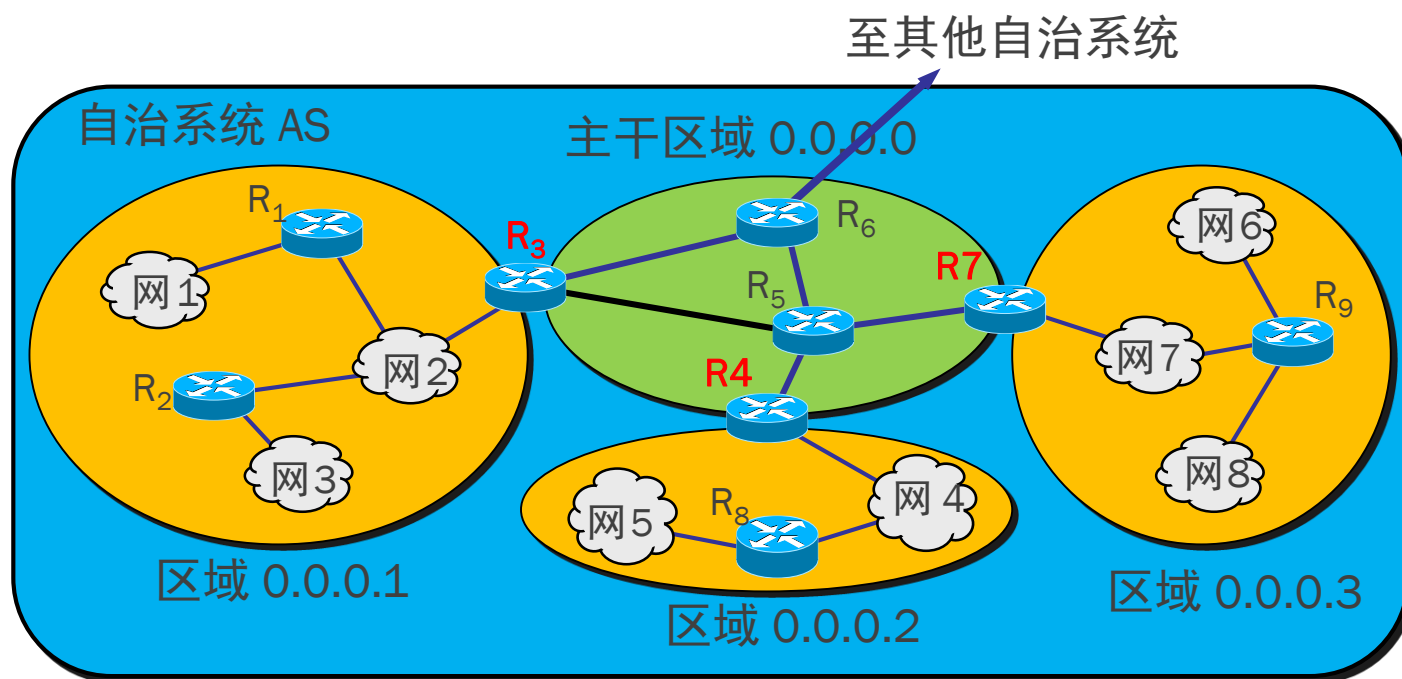 至其他自治系统
自治系统 AS
主干区域 0.0.0.0
R1
网1
R2
网2
网3
R3
R6
R5
R7
R4
网6
R9
网7
网8
网5
R8
网4
区域 0.0.0.1
区域 0.0.0.2
区域 0.0.0.3